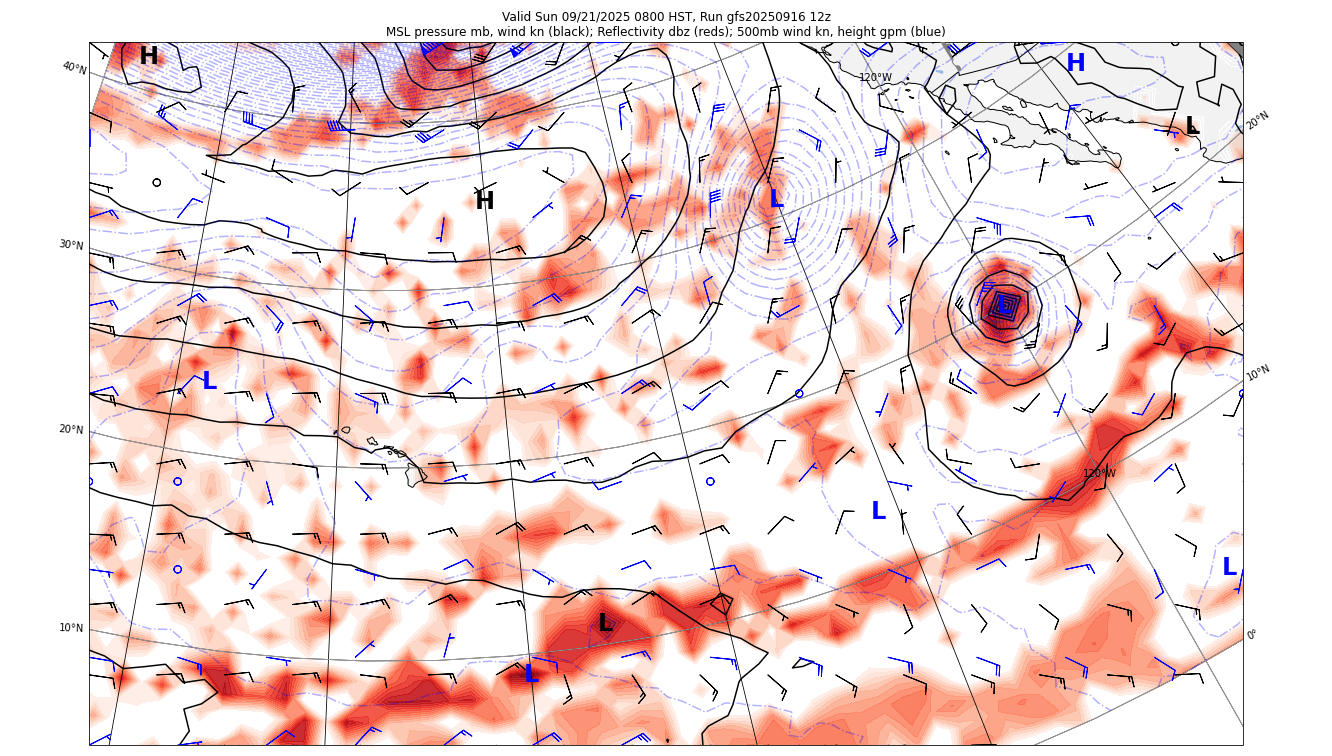 Valid Sun 09/21/2025 0800 HST, Run gfs20250916 12z
MSL pressure mb, wind kn (black); Reflectivity dbz (reds); 500mb wind kn, height gpm (blue)
H
H
40°N
120°W
20°N
L
H
L
30°N
L
L
10°N
20°N
120°W
L
L
10°N
L
0°
L